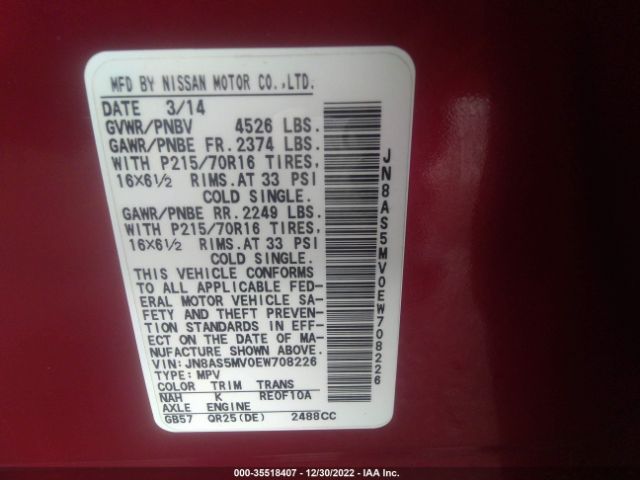 MFD BY NISSAN MOTOR CO.,LTD.
DATE 3/14
GVWR/PNBV 4526 LBS.
GAWR/PNBE FR. 2374 LBS.
WITH P215/70R16 TIRES,
16X6½ RIMS.AT 33 PSI
COLD SINGLE.
GAWR/PNBE RR. 2249 LBS.
WITH P215/70R16 TIRES,
16X6½ RIMS.AT 33 PSI
COLD SINGLE.
THIS VEHICLE CONFORMS
TO ALL APPLICABLE FED-
ERAL MOTOR VEHICLE SA-
FETY AND THEFT PREVEN-
TION STANDARDS IN EFF-
ECT ON THE DATE OF MA-
NUFACTURE SHOWN ABOVE.
VIN: JN8AS5MV0EW708226
TYPE: MPV
COLOR TRIM TRANS
NAH K RE0F10A
AXLE ENGINE
GB57 QR25(DE) 2488CC
JN8AS5MV0EW708226
000-35518407 - 12/30/2022 - IAA Inc.